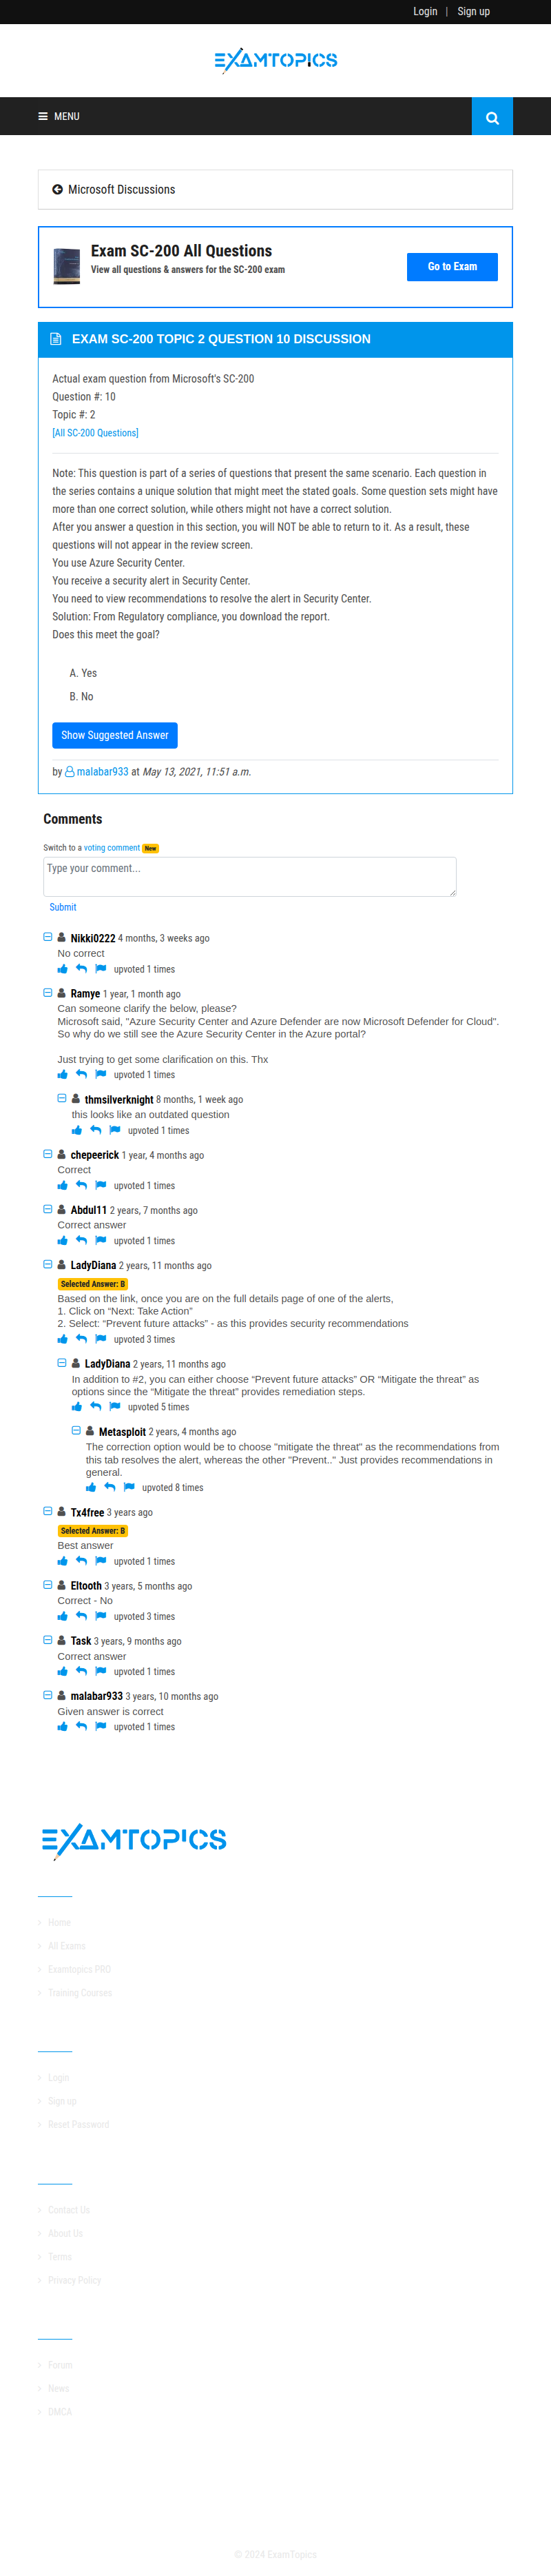 Login | Sign up
EXAMTOPICS
MENU
Microsoft Discussions
Exam SC-200 All Questions
View all questions & answers for the SC-200 exam
Go to Exam
EXAM SC-200 TOPIC 2 QUESTION 10 DISCUSSION
Actual exam question from Microsoft's SC-200
Question #: 10
Topic #: 2
[All SC-200 Questions]
Note: This question is part of a series of questions that present the same scenario. Each question in
the series contains a unique solution that might meet the stated goals. Some question sets might have
more than one correct solution, while others might not have a correct solution.
After you answer a question in this section, you will NOT be able to return to it. As a result, these
questions will not appear in the review screen.
You use Azure Security Center.
You receive a security alert in Security Center.
You need to view recommendations to resolve the alert in Security Center.
Solution: From Regulatory compliance, you download the report.
Does this meet the goal?
A. Yes
B. No
Show Suggested Answer
by malabar933 at May 13, 2021, 11:51 a.m.
Comments
Switch to a voting comment New
Type your comment...
Submit
Nikki0222 4 months, 3 weeks ago
No correct
upvoted 1 times
Ramye 1 year, 1 month ago
Can someone clarify the below, please?
Microsoft said, "Azure Security Center and Azure Defender are now Microsoft Defender for Cloud".
So why do we still see the Azure Security Center in the Azure portal?
Just trying to get some clarification on this. Thx
upvoted 1 times
thmsilverknight 8 months, 1 week ago
this looks like an outdated question
upvoted 1 times
chepeerick 1 year, 4 months ago
Correct
upvoted 1 times
Abdul11 2 years, 7 months ago
Correct answer
upvoted 1 times
LadyDiana 2 years, 11 months ago
Selected Answer: B
Based on the link, once you are on the full details page of one of the alerts,
1. Click on “Next: Take Action”
2. Select: “Prevent future attacks” - as this provides security recommendations
upvoted 3 times
LadyDiana 2 years, 11 months ago
In addition to #2, you can either choose “Prevent future attacks” OR “Mitigate the threat” as
options since the “Mitigate the threat” provides remediation steps.
upvoted 5 times
Metasploit 2 years, 4 months ago
The correction option would be to choose "mitigate the threat" as the recommendations from
this tab resolves the alert, whereas the other "Prevent.." Just provides recommendations in
general.
upvoted 8 times
Tx4free 3 years ago
Selected Answer: B
Best answer
upvoted 1 times
Eltooth 3 years, 5 months ago
Correct - No
upvoted 3 times
Task 3 years, 9 months ago
Correct answer
upvoted 1 times
malabar933 3 years, 10 months ago
Given answer is correct
upvoted 1 times
EXAMTOPICS
Home
All Exams
Examtopics PRO
Training Courses
Login
Sign up
Reset Password
Contact Us
About Us
Terms
Privacy Policy
Forum
News
DMCA
© 2024 ExamTopics